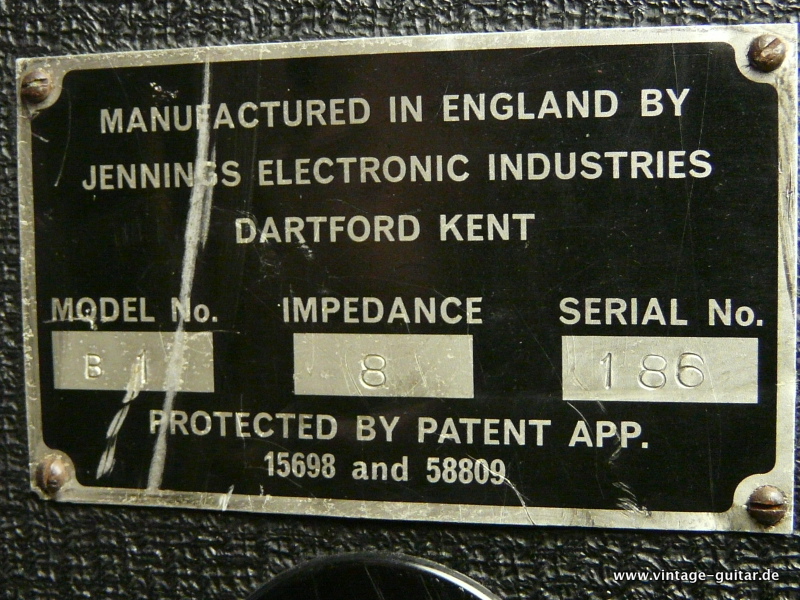 MANUFACTURED IN ENGLAND BY
JENNINGS ELECTRONIC INDUSTRIES
DARTFORD KENT
MODEL No. IMPEDANCE SERIAL No.
B 1 8 186
PROTECTED BY PATENT APP.
15698 and 58809
www.vintage-guitar.de